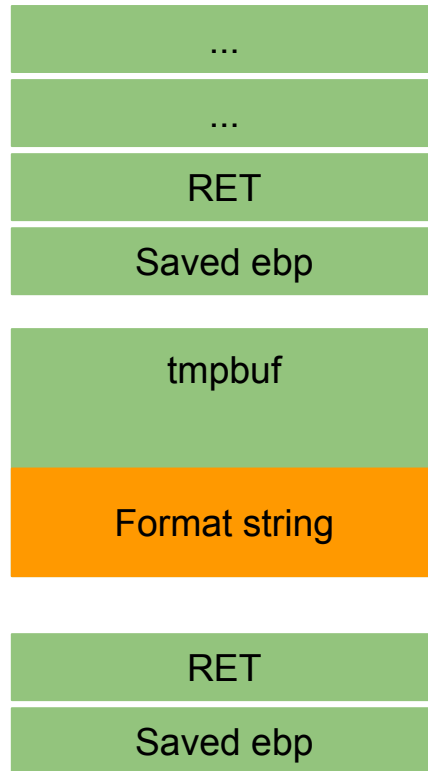 ...
...
RET
Saved ebp
tmpbuf
Format string
RET
Saved ebp